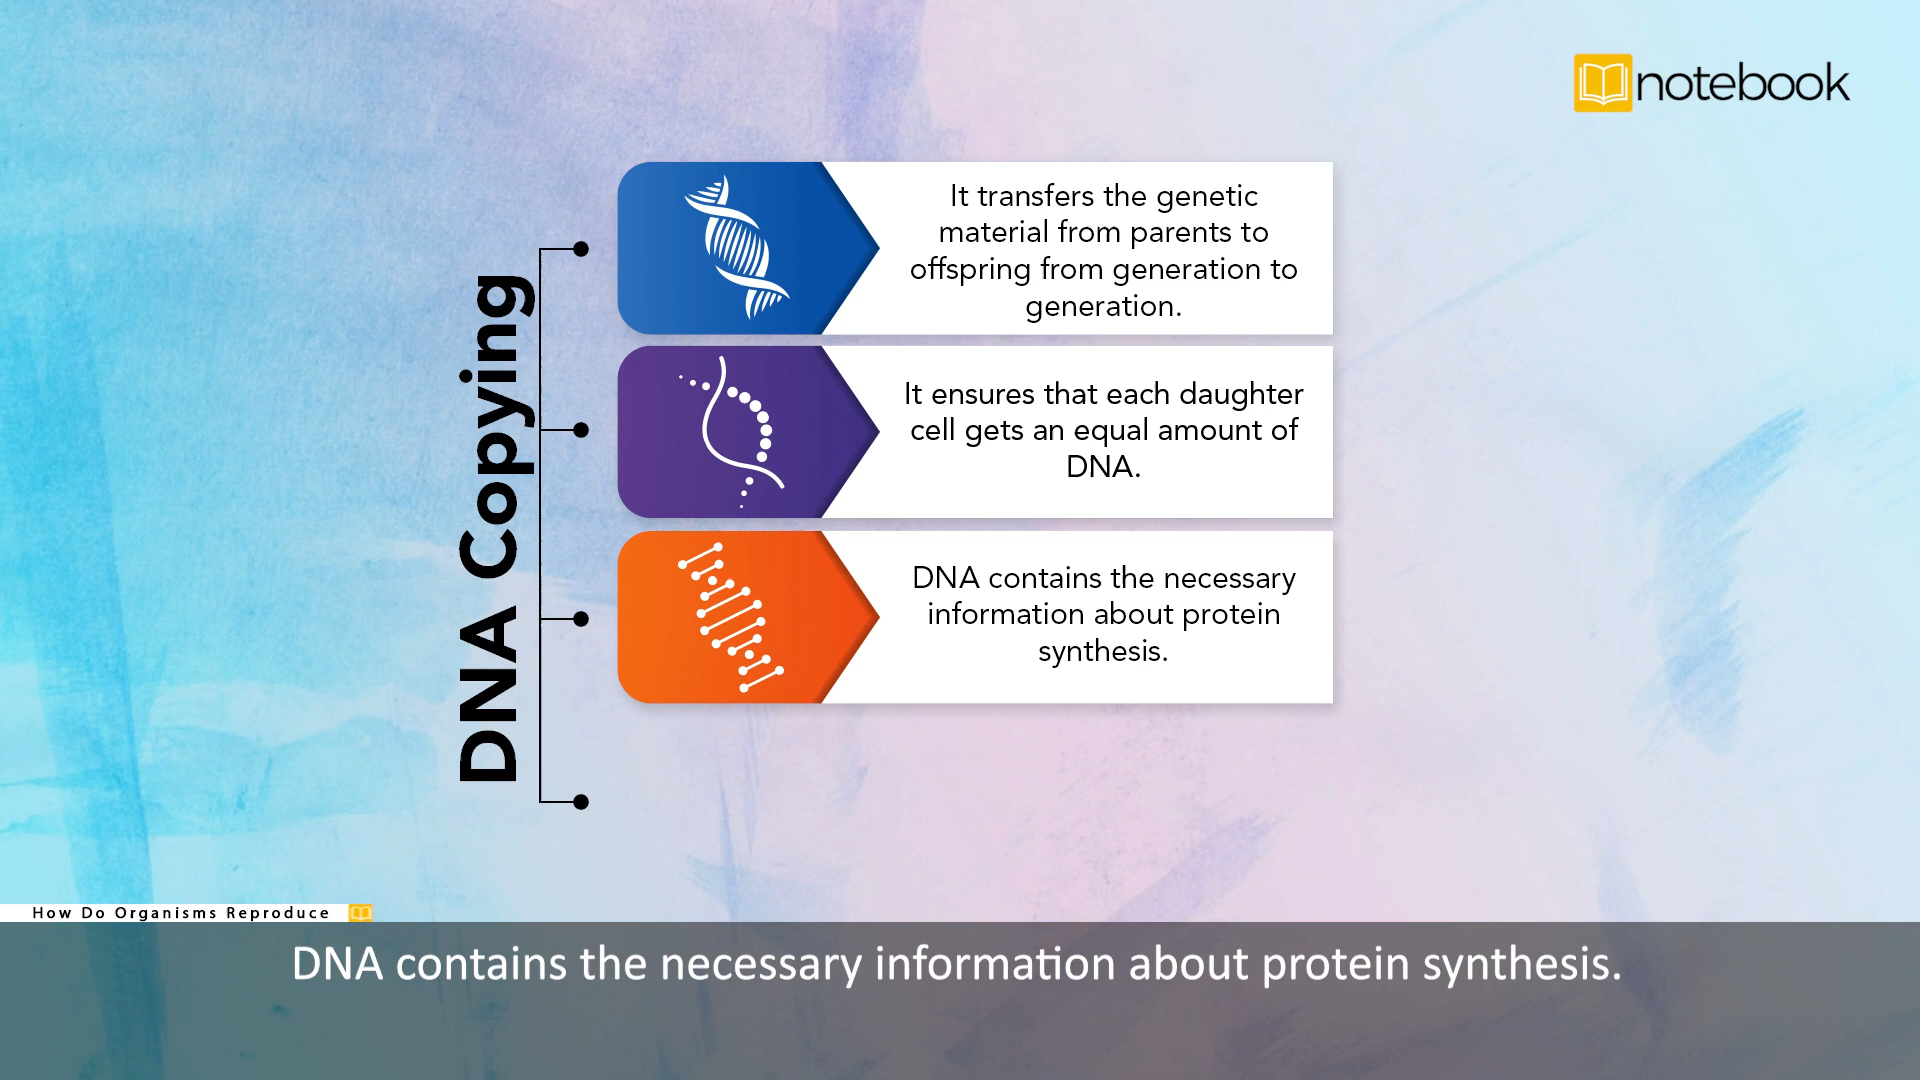 notebook
DNA Copying
It transfers the genetic
material from parents to
offspring from generation to
generation.
It ensures that each daughter
cell gets an equal amount of
DNA.
DNA contains the necessary
information about protein
synthesis.
How Do Organisms Reproduce
DNA contains the necessary information about protein synthesis.